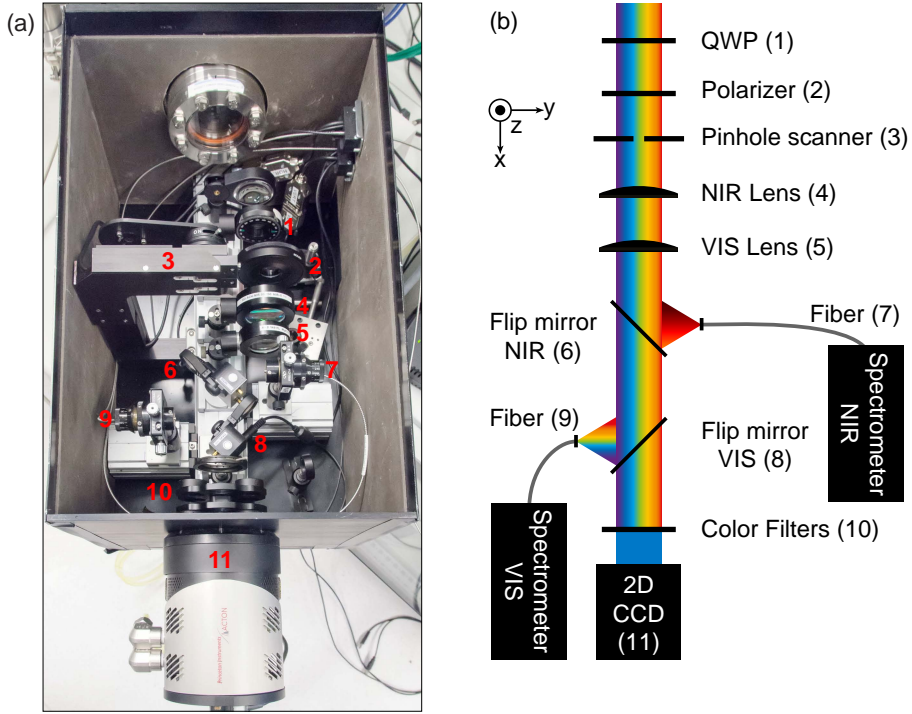 (a)
1
2
3
4
5
6
7
8
9
10
11
ACTON
(b)
QWP (1)
Polarizer (2)
y
z
x
Pinhole scanner (3)
NIR Lens (4)
VIS Lens (5)
Flip mirror
NIR (6)
Fiber (7)
Spectrometer
NIR
Fiber (9)
Flip mirror
VIS (8)
Spectrometer
VIS
Color Filters (10)
2D
CCD
(11)